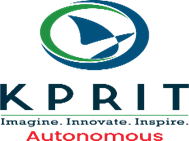 KPRIT
Imagine. Innovate. Inspire.
Autonomous